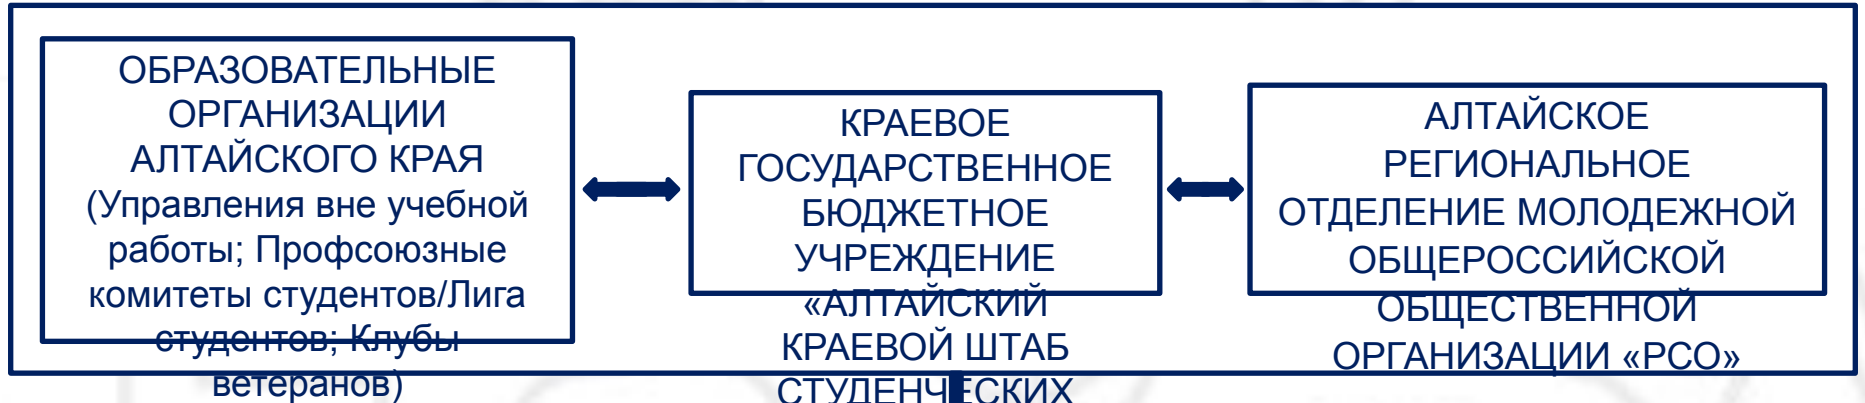 ОБРАЗОВАТЕЛЬНЫЕ
ОРГАНИЗАЦИИ
АЛТАЙСКОГО КРАЯ
(Управления вне учебной
работы; Профсоюзные
комитеты студентов/Лига
студентов; Клубы
ветеранов)
КРАЕВОЕ
ГОСУДАРСТВЕННОЕ
БЮДЖЕТНОЕ
УЧРЕЖДЕНИЕ
«АЛТАЙСКИЙ
КРАЕВОЙ ШТАБ
СТУДЕНЧЕСКИХ
АЛТАЙСКОЕ
РЕГИОНАЛЬНОЕ
ОТДЕЛЕНИЕ МОЛОДЕЖНОЙ
ОБЩЕРОССИЙСКОЙ
ОБЩЕСТВЕННОЙ
ОРГАНИЗАЦИИ «РСО»